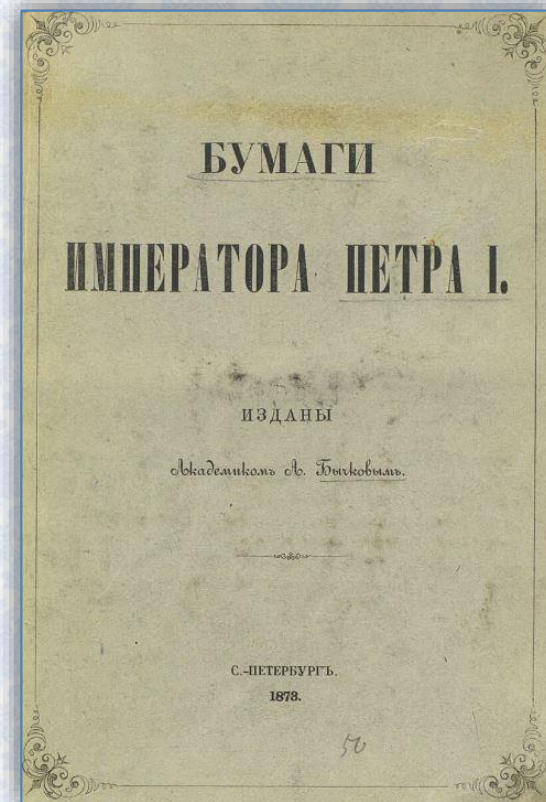 БУМАГИ
ИМПЕРАТОРА ПЕТРА I.
ИЗДАНЫ
Академикомъ А. Бычковымъ.
С.-ПЕТЕРБУРГЪ.
1873.
50